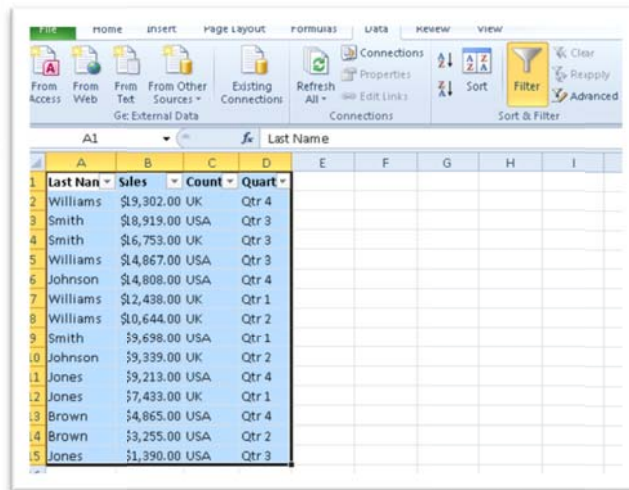 File Home Insert Page Layout Formulas Data Review View
From Access From Web From Text From Other Sources Existing Connections Refresh All Connections Properties Edit Links Sort Filter Clear Reapply Advanced
Get External Data Connections Sort & Filter
A1 fx Last Name
A B C D E F G H I
1 Last Nan Sales Count Quart
2 Williams $19,302.00 UK Qtr 4
3 Smith $18,919.00 USA Qtr 3
4 Smith $16,753.00 UK Qtr 3
5 Williams $14,867.00 USA Qtr 3
6 Johnson $14,808.00 USA Qtr 4
7 Williams $12,438.00 UK Qtr 1
8 Williams $10,644.00 UK Qtr 2
9 Smith $9,698.00 USA Qtr 1
10 Johnson $9,339.00 UK Qtr 2
11 Jones $9,213.00 USA Qtr 4
12 Jones $7,433.00 UK Qtr 1
13 Brown $4,865.00 USA Qtr 4
14 Brown $3,255.00 USA Qtr 2
15 Jones $1,390.00 USA Qtr 3